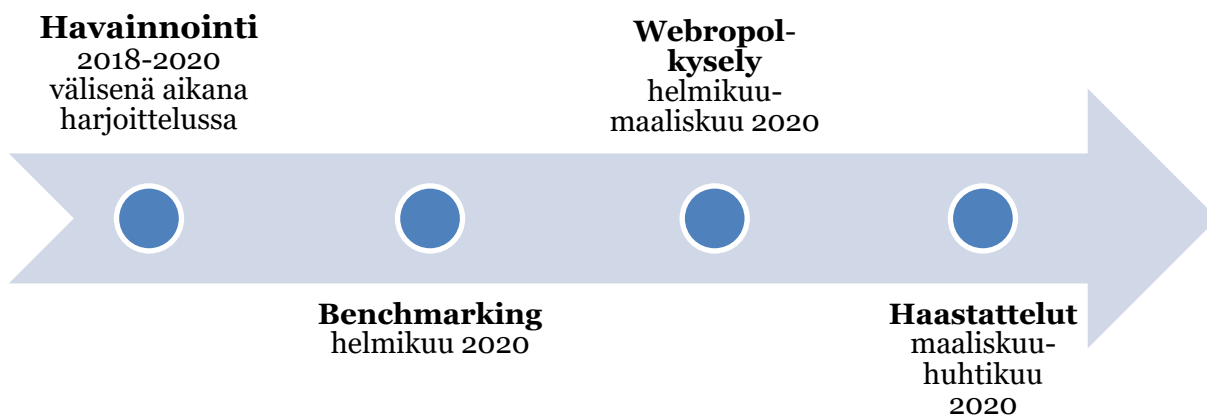 Havainnointi
2018-2020
välisenä aikana
harjoittelussa
Benchmarking
helmikuu 2020
Webropol-
kysely
helmikuu-
maaliskuu 2020
Haastattelut
maaliskuu-
huhtikuu
2020